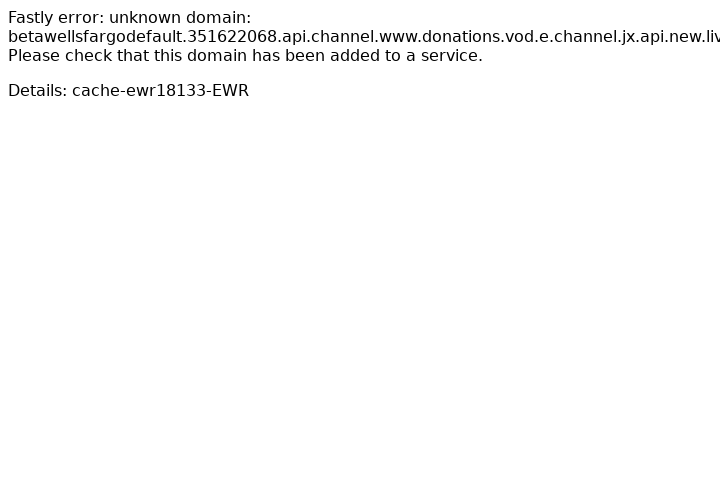 Fastly error: unknown domain:
betawellsfargodefault.351622068.api.channel.www.donations.vod.e.channel.jx.api.new.liv
Please check that this domain has been added to a service.
Details: cache-ewr18133-EWR